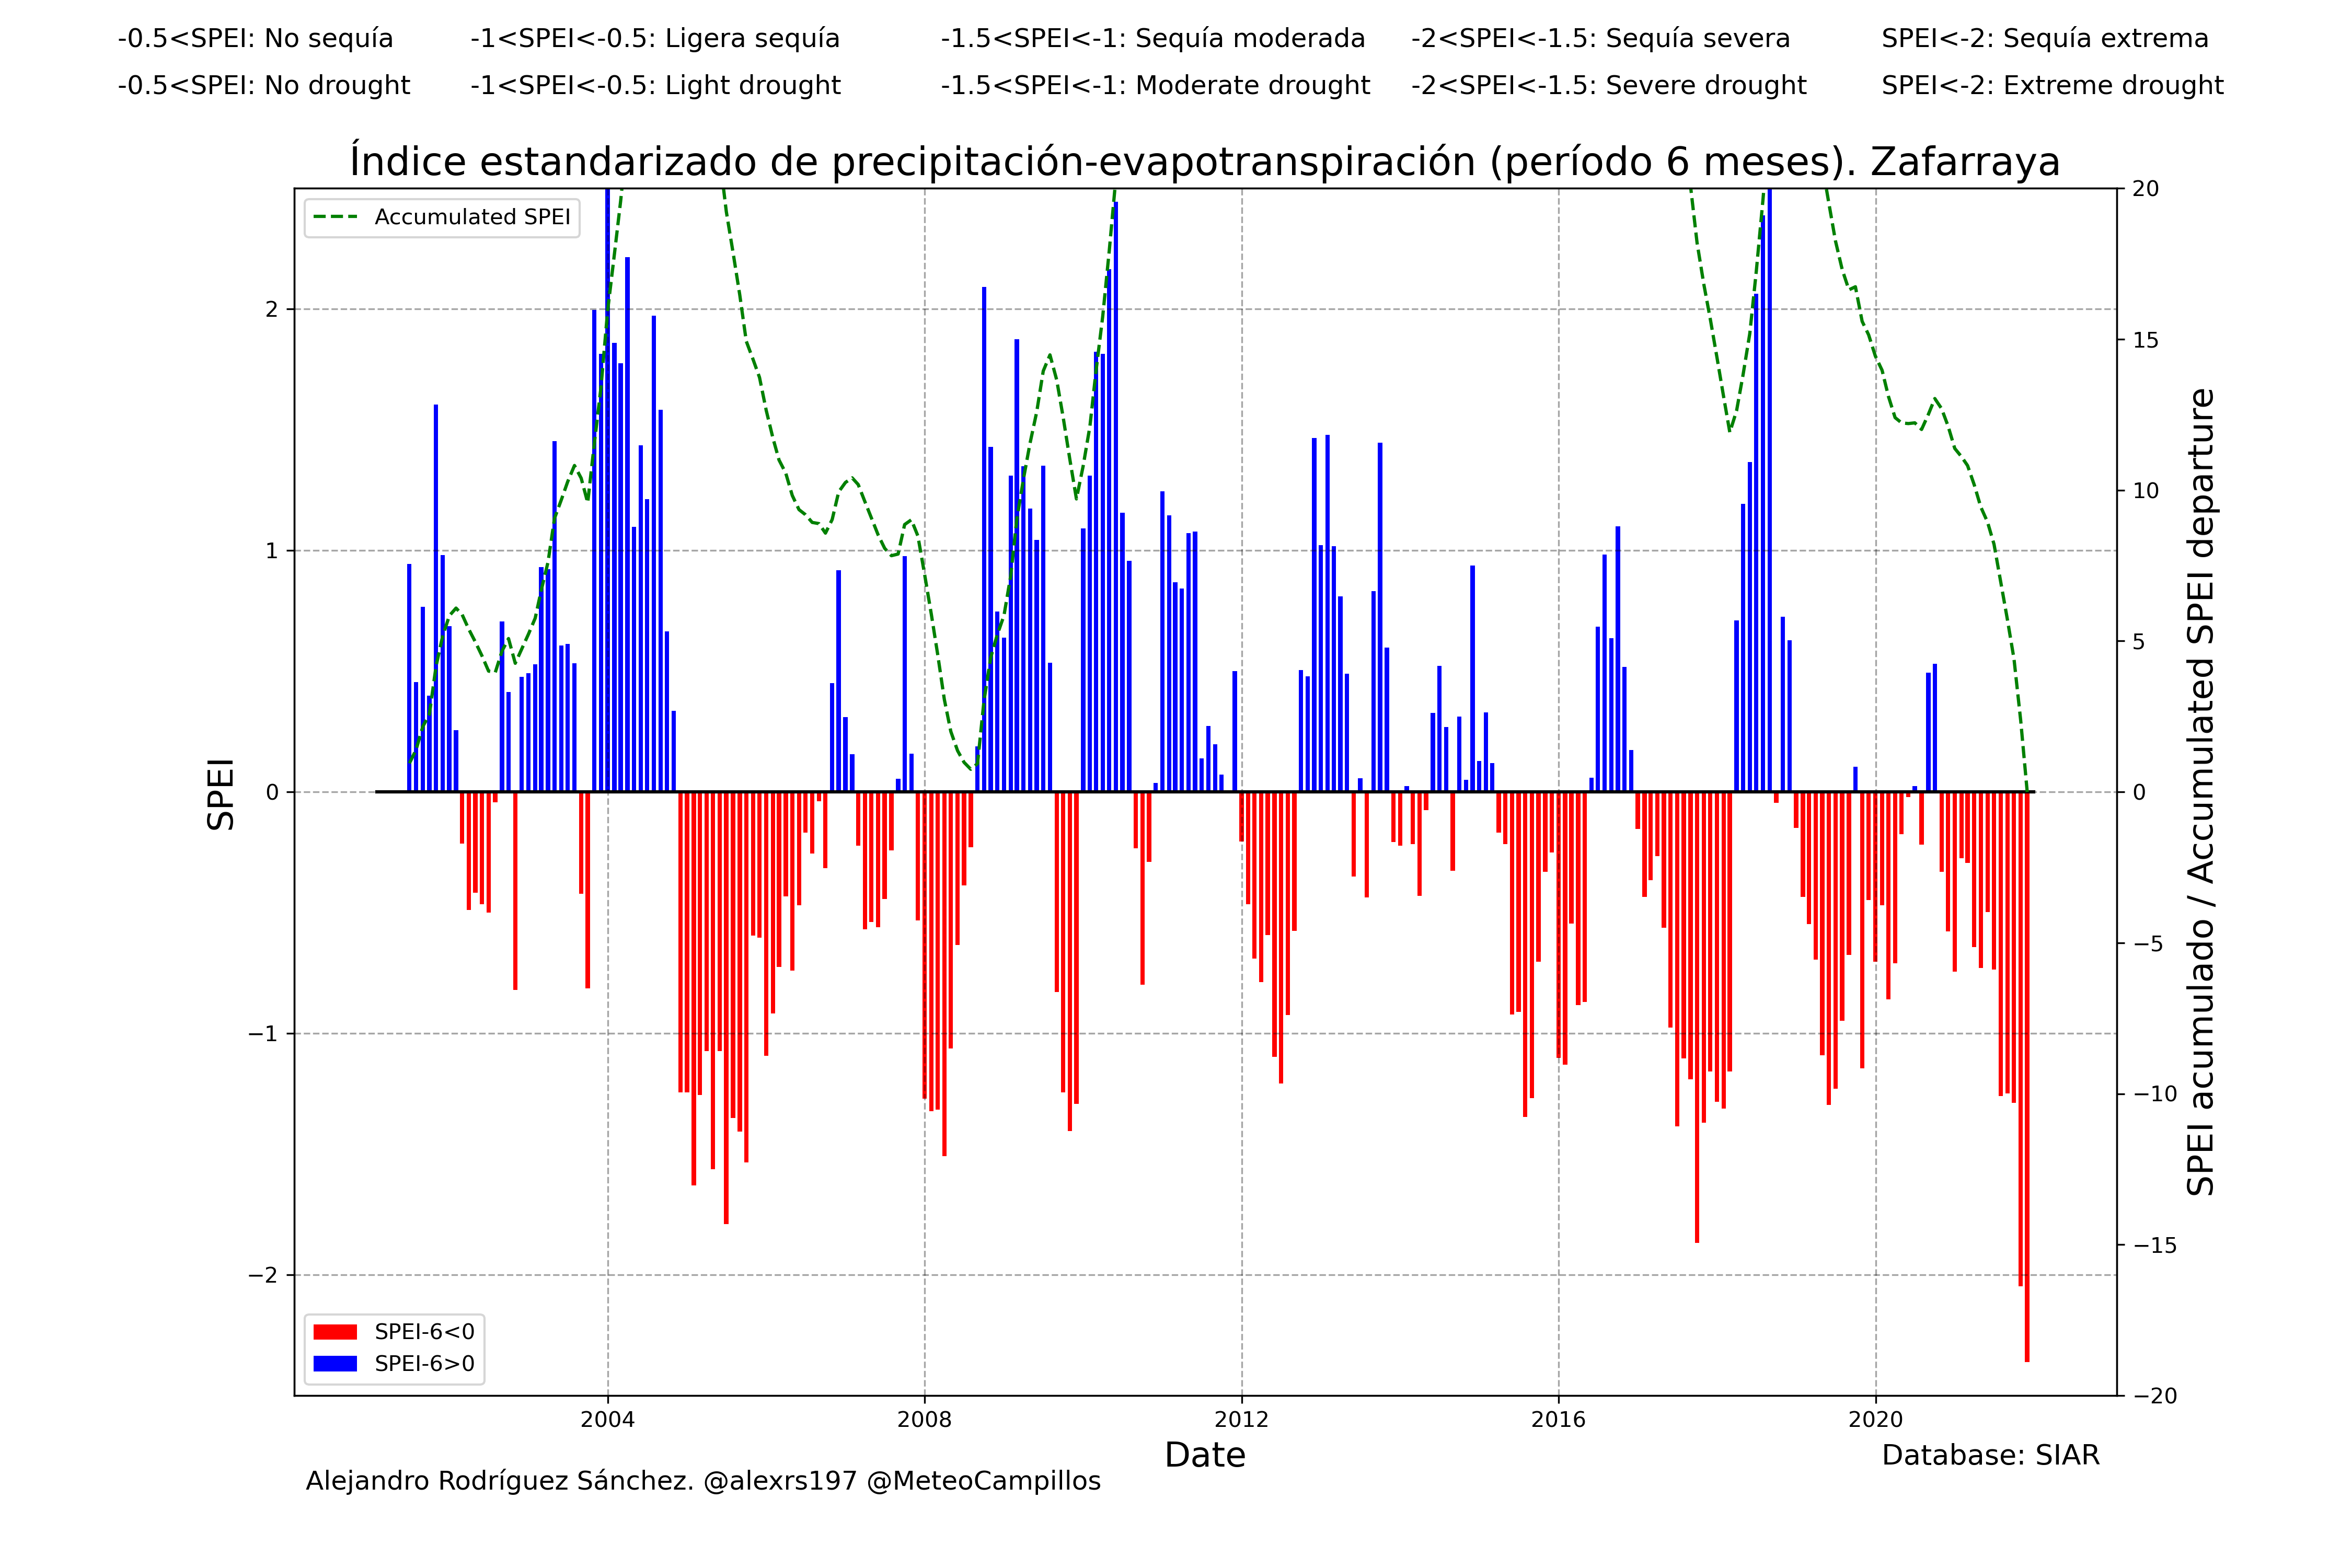 -0.5<SPEI: No sequía -1<SPEI<-0.5: Ligera sequía -1.5<SPEI<-1: Sequía moderada -2<SPEI<-1.5: Sequía severa SPEI<-2: Sequía extrema
-0.5<SPEI: No drought -1<SPEI<-0.5: Light drought -1.5<SPEI<-1: Moderate drought -2<SPEI<-1.5: Severe drought SPEI<-2: Extreme drought
Índice estandarizado de precipitación-evapotranspiración (período 6 meses). Zafarraya
Accumulated SPEI
SPEI
2
1
0
−1
−2
20
15
10
5
0
−5
−10
−15
−20
SPEI acumulado / Accumulated SPEI departure
SPEI-6<0
SPEI-6>0
2004 2008 2012 2016 2020
Date
Database: SIAR
Alejandro Rodríguez Sánchez. @alexrs197 @MeteoCampillos